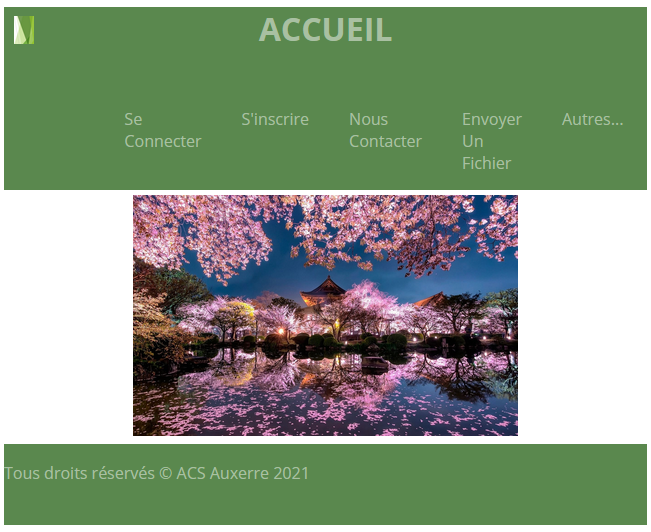 ACCUEIL
Se
Connecter
S'inscrire
Nous
Contacter
Envoyer
Un
Fichier
Autres...
Tous droits réservés © ACS Auxerre 2021